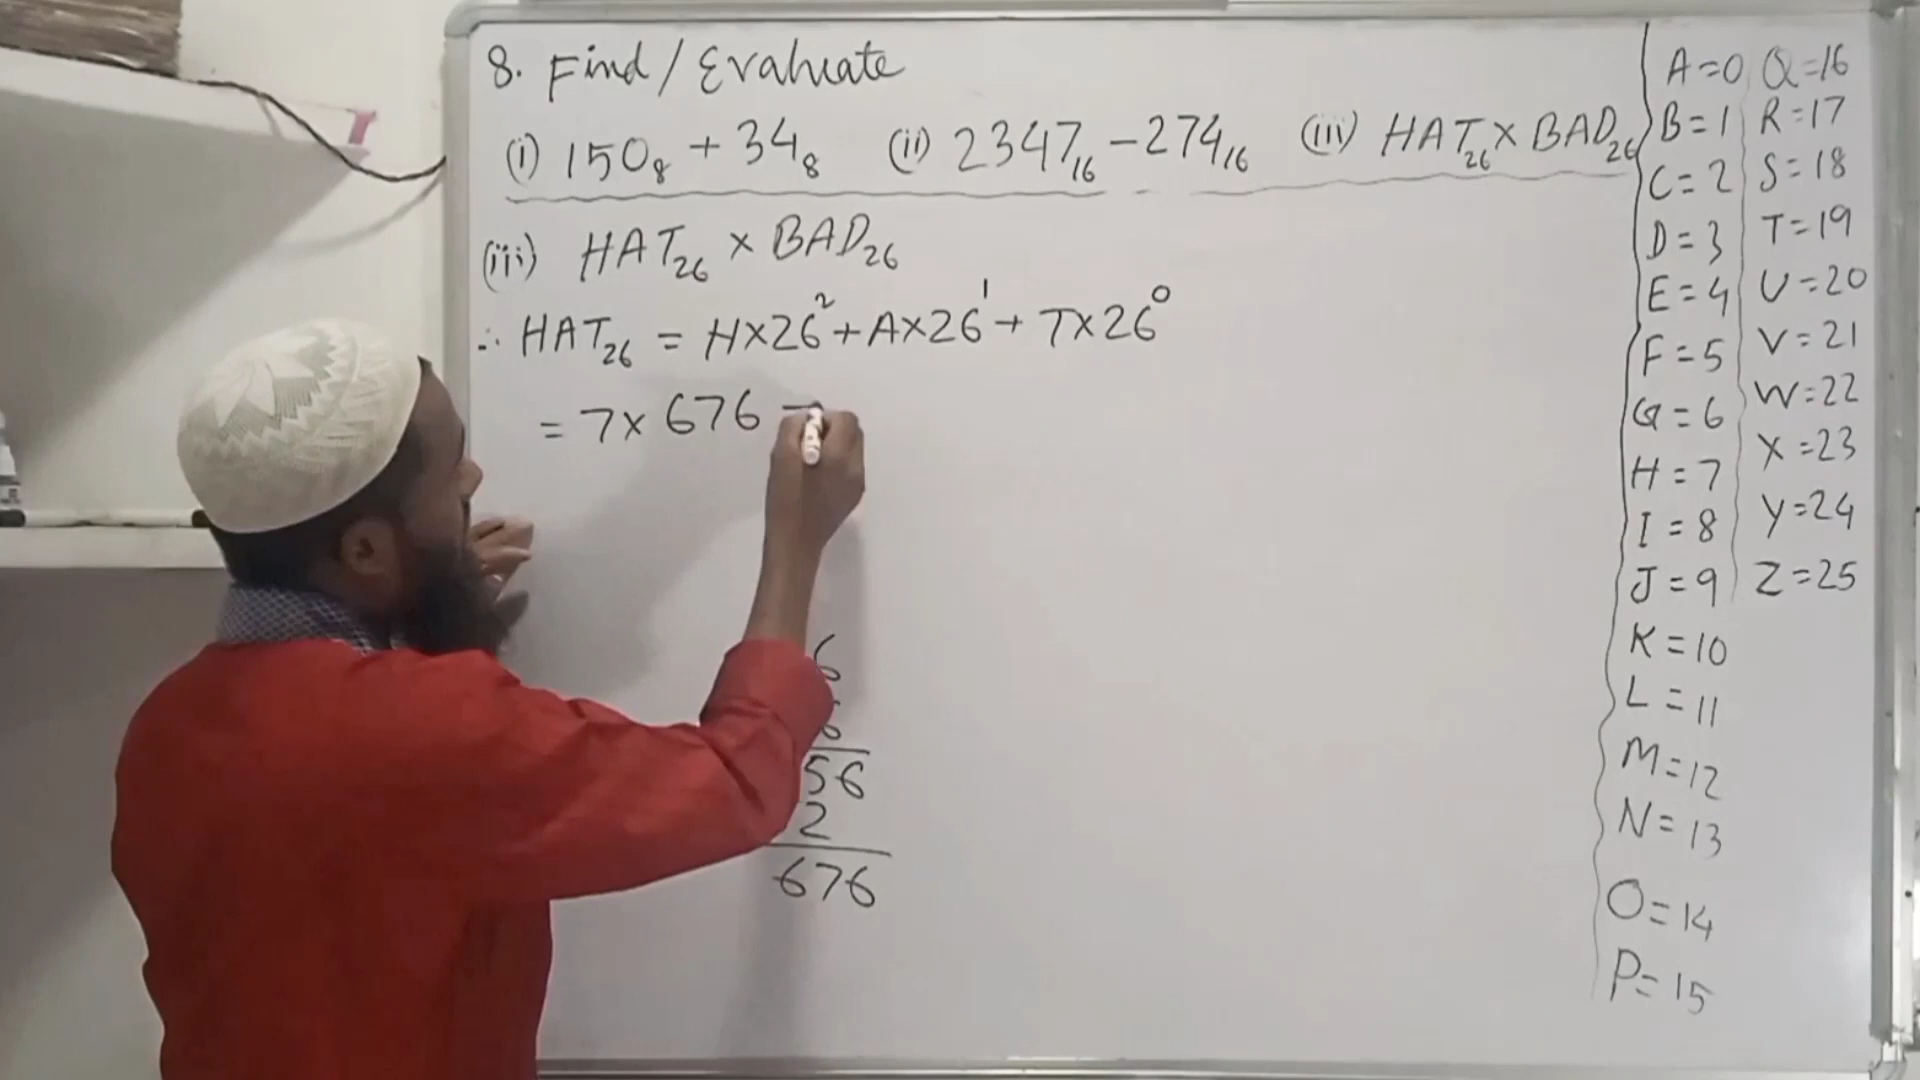 8. Find/Evaluate
(i) 150₈ + 34₈ (ii) 2347₁₆ - 274₁₆ (iii) HAT₂₆ × BAD₂₆
(iii) HAT₂₆ × BAD₂₆
∴ HAT₂₆ = H×26² + A×26¹ + T×26⁰
= 7× 676
6
56
2
676
A=0
B=1
C=2
D=3
E=4
F=5
G=6
H=7
I=8
J=9
K=10
L=11
M=12
N=13
O=14
P=15
Q=16
R=17
S=18
T=19
U=20
V=21
W=22
X=23
Y=24
Z=25